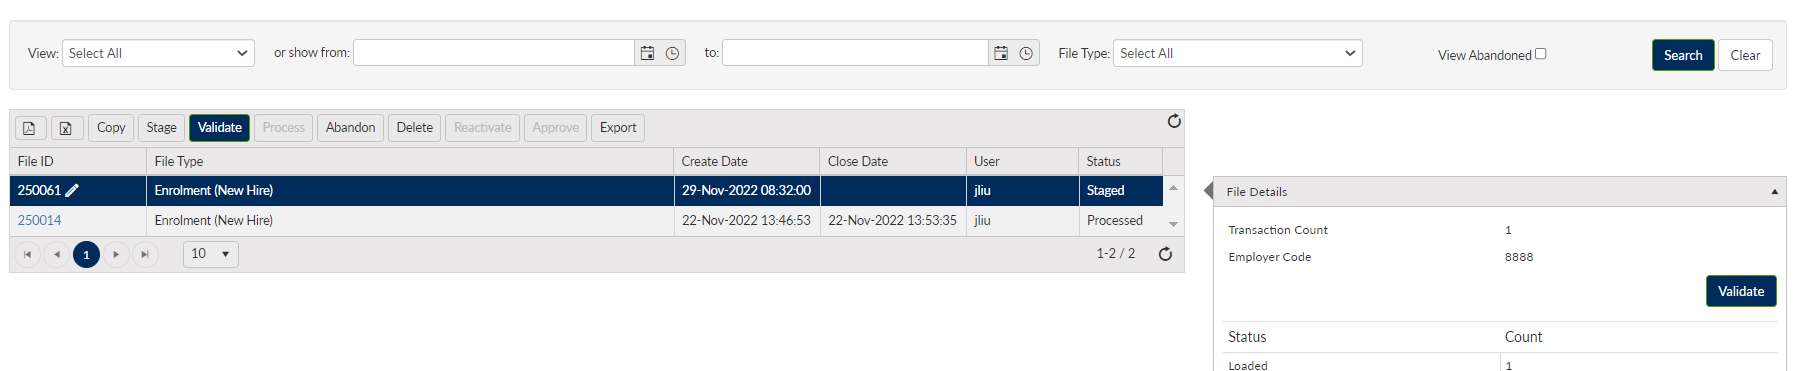 View: Select All or show from: to: File Type: Select All View Abandoned Search Clear
Copy Stage Validate Process Abandon Delete Reactivate Approve Export
File ID File Type Create Date Close Date User Status
250061 Enrolment (New Hire) 29-Nov-2022 08:32:00 jliu Staged
250014 Enrolment (New Hire) 22-Nov-2022 13:46:53 22-Nov-2022 13:53:35 jliu Processed
1 10 1-2 / 2
File Details
Transaction Count 1
Employer Code 8888
Validate
Status Count
Loaded 1